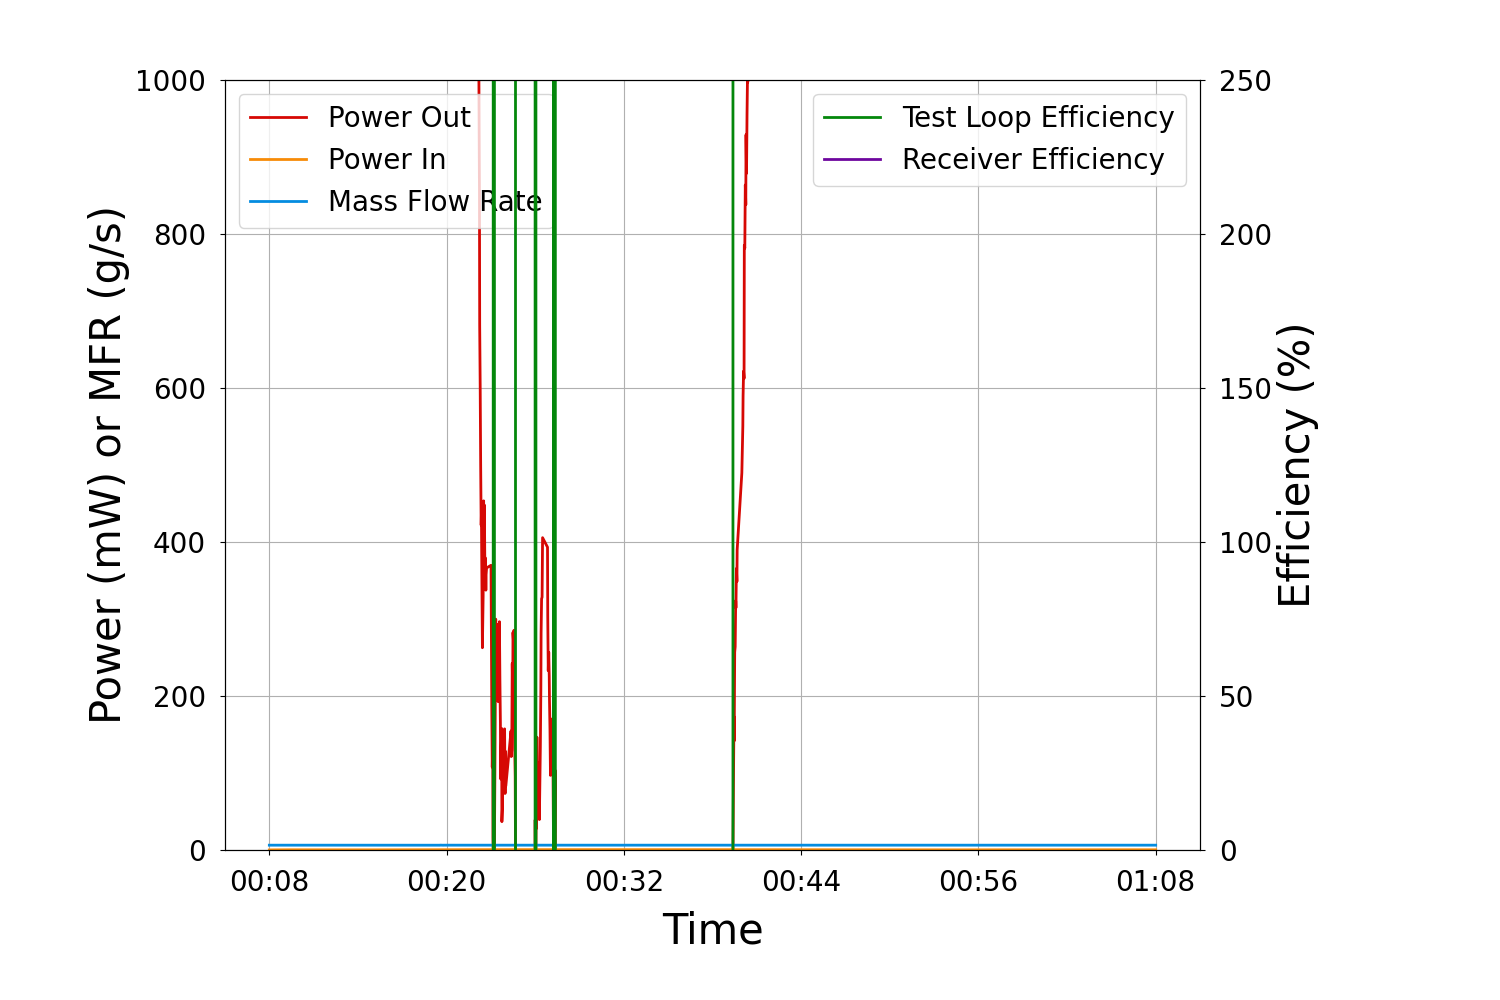 1000
800
600
400
200
0
Power (mW) or MFR (g/s)
Power Out
Power In
Mass Flow Rate
Test Loop Efficiency
Receiver Efficiency
250
200
150
100
50
0
Efficiency (%)
00:08 00:20 00:32 00:44 00:56 01:08
Time